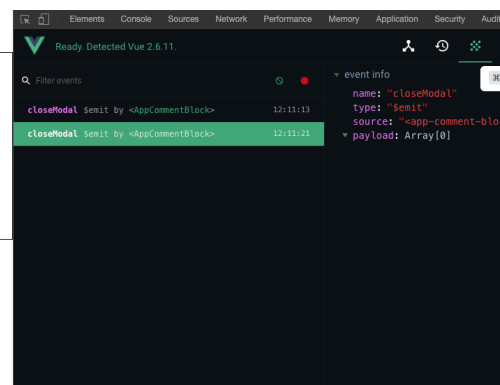 Elements Console Sources Network Performance Memory Application Security Audit
Ready. Detected Vue 2.6.11.
Filter events
closeModal $emit by <AppCommentBlock> 12:11:13
closeModal $emit by <AppCommentBlock> 12:11:21
event info
name: "closeModal"
type: "$emit"
source: "<app-comment-blo
payload: Array[0]
⌘